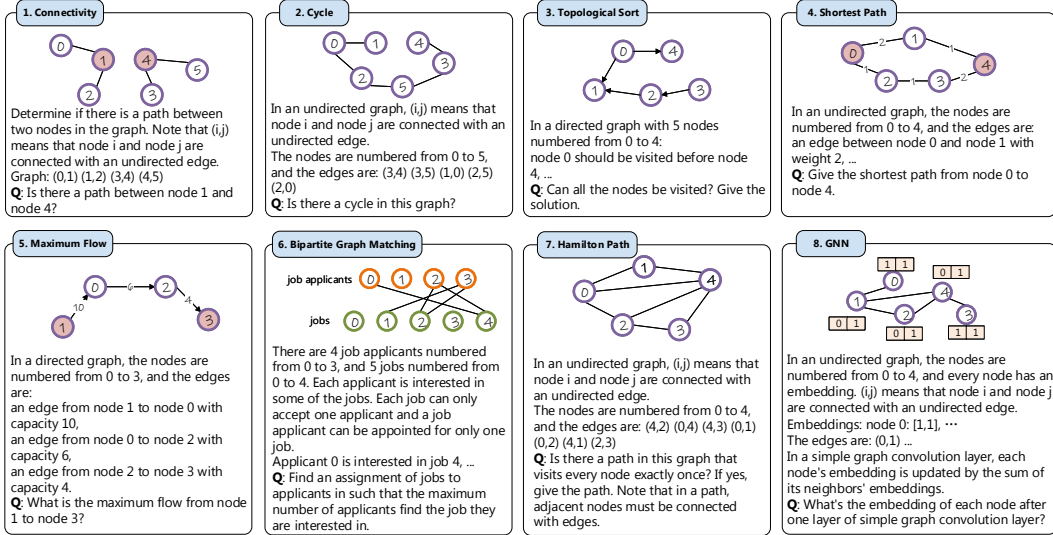 1. Connectivity
0
1
4
5
2
3
Determine if there is a path between
two nodes in the graph. Note that (i,j)
means that node i and node j are
connected with an undirected edge.
Graph: (0,1) (1,2) (3,4) (4,5)
Q: Is there a path between node 1 and
node 4?
2. Cycle
0
1
4
3
2
5
In an undirected graph, (i,j) means that
node i and node j are connected with an
undirected edge.
The nodes are numbered from 0 to 5,
and the edges are: (3,4) (3,5) (1,0) (2,5)
(2,0)
Q: Is there a cycle in this graph?
3. Topological Sort
0
4
1
2
3
In a directed graph with 5 nodes
numbered from 0 to 4:
node 0 should be visited before node
4, ...
Q: Can all the nodes be visited? Give the
solution.
4. Shortest Path
0
2
1
1
4
1
2
1
3
2
In an undirected graph, the nodes are
numbered from 0 to 4, and the edges are:
an edge between node 0 and node 1 with
weight 2, ...
Q: Give the shortest path from node 0 to
node 4.
5. Maximum Flow
0
6
2
10
4
1
3
In a directed graph, the nodes are
numbered from 0 to 3, and the edges
are:
an edge from node 1 to node 0 with
capacity 10,
an edge from node 0 to node 2 with
capacity 6,
an edge from node 2 to node 3 with
capacity 4.
Q: What is the maximum flow from node
1 to node 3?
6. Bipartite Graph Matching
job applicants 0 1 2 3
jobs 0 1 2 3 4
There are 4 job applicants numbered
from 0 to 3, and 5 jobs numbered from
0 to 4. Each applicant is interested in
some of the jobs. Each job can only
accept one applicant and a job
applicant can be appointed for only one
job.
Applicant 0 is interested in job 4, ...
Q: Find an assignment of jobs to
applicants in such that the maximum
number of applicants find the job they
are interested in.
7. Hamilton Path
1
4
0
2
3
In an undirected graph, (i,j) means that
node i and node j are connected with
an undirected edge.
The nodes are numbered from 0 to 4,
and the edges are: (4,2) (0,4) (4,3) (0,1)
(0,2) (4,1) (2,3)
Q: Is there a path in this graph that
visits every node exactly once? If yes,
give the path. Note that in a path,
adjacent nodes must be connected
with edges.
8. GNN
1 1
0 1
0
4
1
2
3
0 1
0 1
1 1
In an undirected graph, the nodes are
numbered from 0 to 4, and every node has an
embedding. (i,j) means that node i and node j
are connected with an undirected edge.
Embeddings: node 0: [1,1], ···
The edges are: (0,1) ...
In a simple graph convolution layer, each
node's embedding is updated by the sum of
its neighbors' embeddings.
Q: What's the embedding of each node after
one layer of simple graph convolution layer?